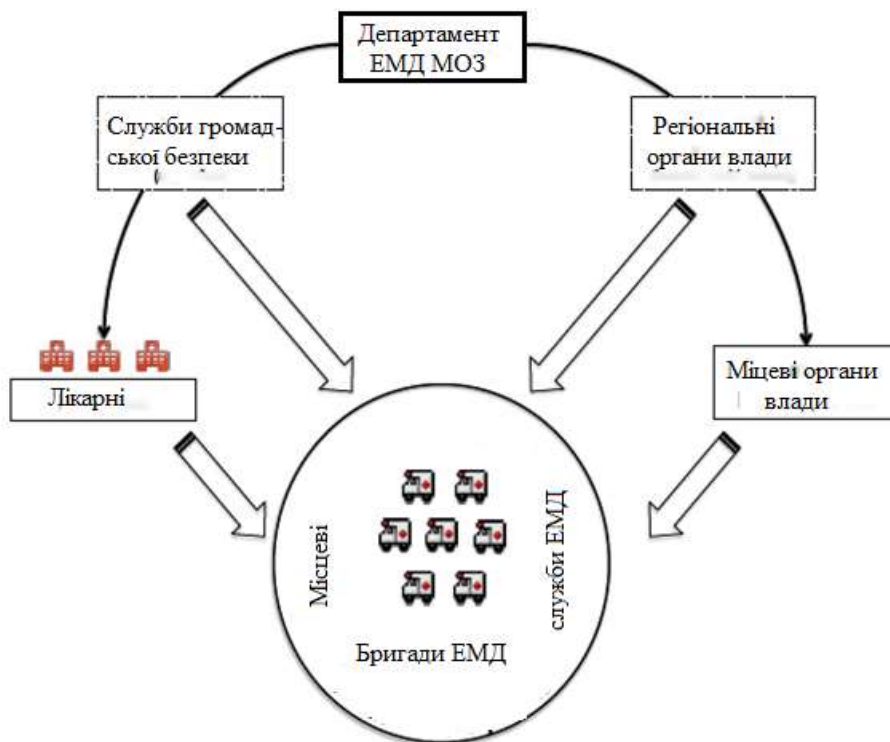 Департамент
ЕМД МОЗ
Служби громад-
ської безпеки
Регіональні
органи влади
Лікарні
Міцеві органи
влади
Місцеві
служби ЕМД
Бригади ЕМД